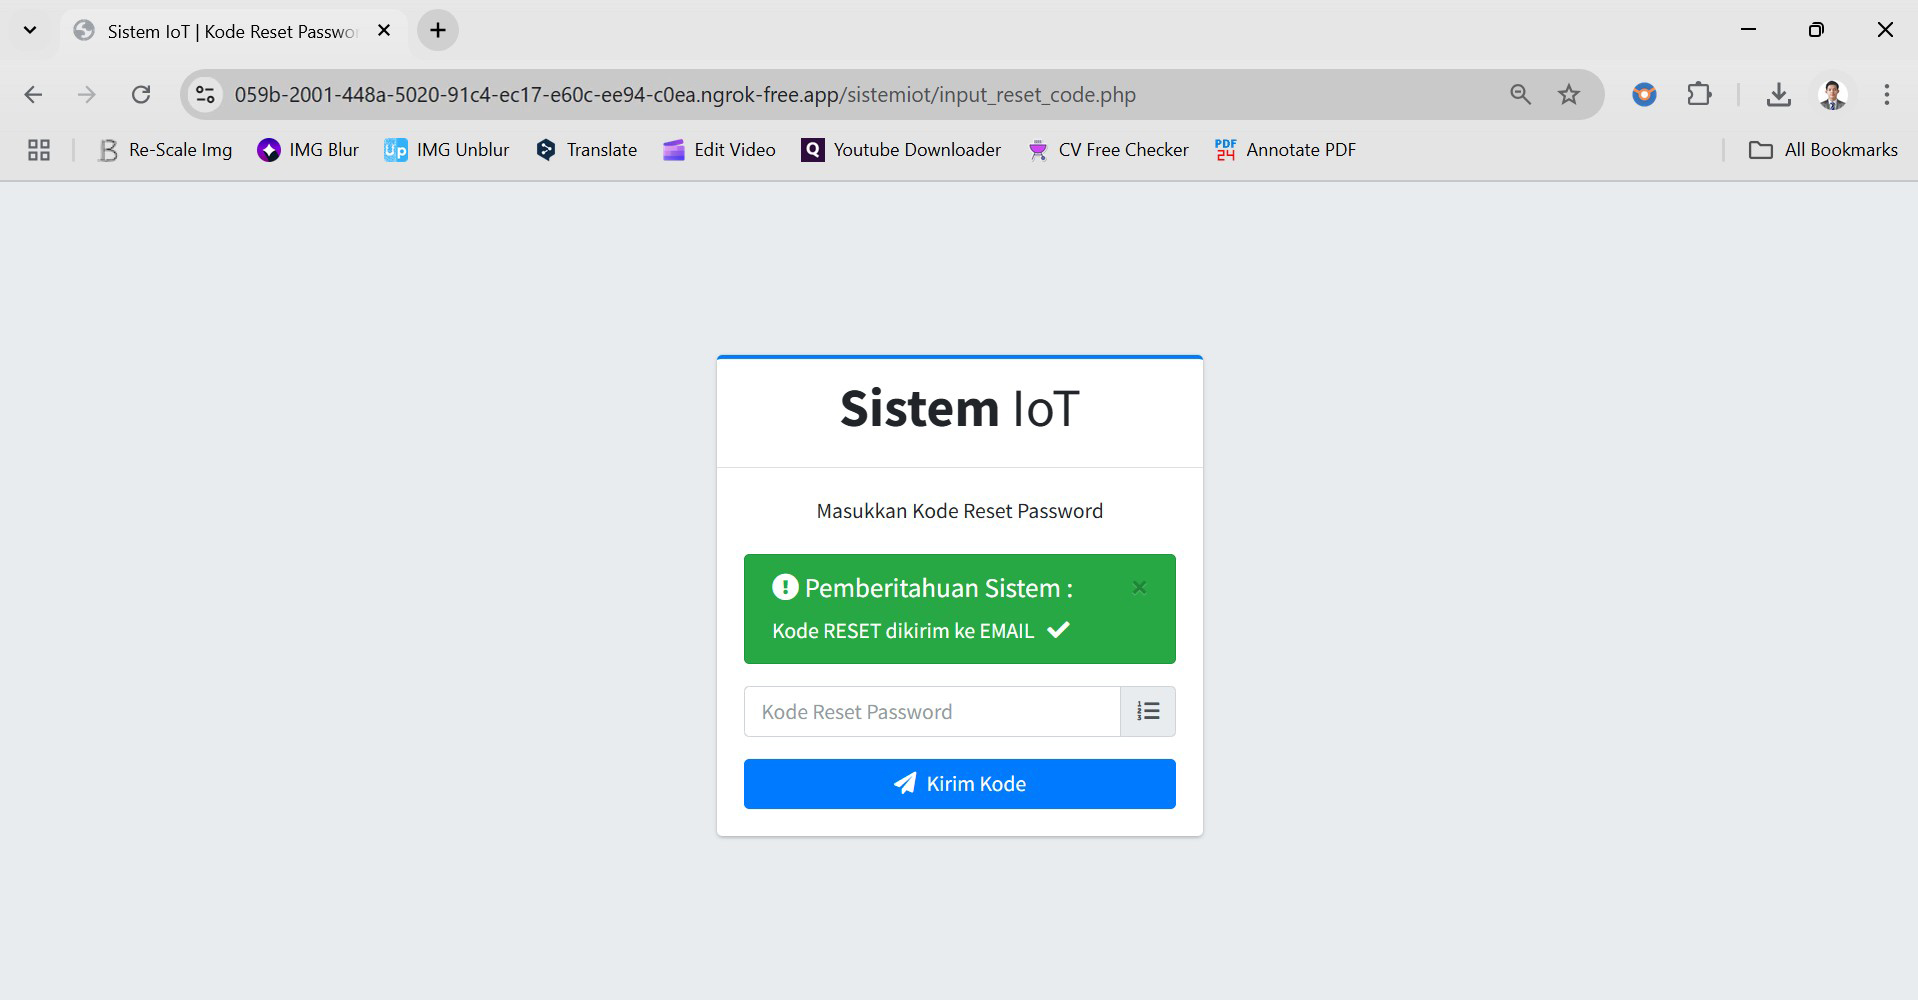 Sistem IoT | Kode Reset Passwo
059b-2001-448a-5020-91c4-ec17-e60c-ee94-c0ea.ngrok-free.app/sistemiot/input_reset_code.php
Re-Scale Img IMG Blur IMG Unblur Translate Edit Video Youtube Downloader CV Free Checker Annotate PDF All Bookmarks
Sistem IoT
Masukkan Kode Reset Password
Pemberitahuan Sistem :
Kode RESET dikirim ke EMAIL
Kode Reset Password
Kirim Kode